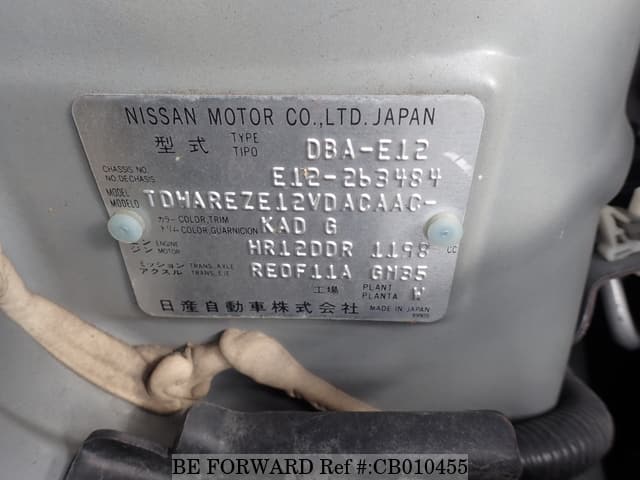 NISSAN MOTOR CO.,LTD. JAPAN
型式 TYPE TIPO DBA-E12
CHASSIS NO. NO.DECHASIS E12-263484
MODEL MODELO TDHAREZE12VDACAAC-
カラー COLOR,TRIM トリム COLOR,GUARNICION KAD G
エンジン ENGINE MOTOR HR12DDR 1198 CC
ミッション TRANS,AXLE アクスル TRANS,EJE RE0F11A GM35
工場 PLANT PLANTA W
日産自動車株式会社 MADE IN JAPAN
BE FORWARD Ref #:CB010455